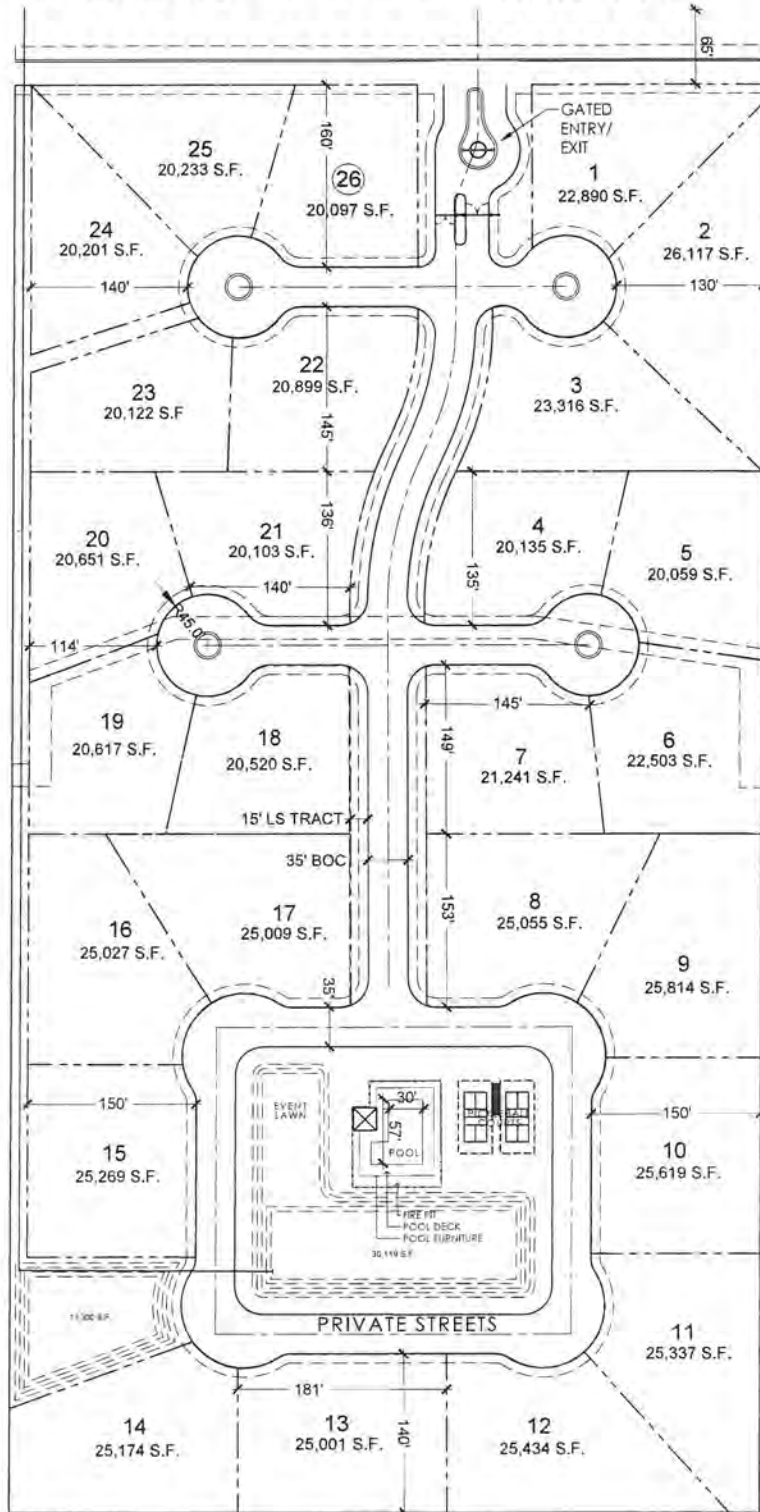 65'
GATED
ENTRY/
EXIT
160'
25
20,233 S.F.
26
20,097 S.F.
1
22,890 S.F.
24
20,201 S.F.
2
26,117 S.F.
140'
130'
22
20,899 S.F.
23
20,122 S.F
3
23,316 S.F.
145'
136'
20
20,651 S.F.
21
20,103 S.F.
4
20,135 S.F.
5
20,059 S.F.
135'
140'
R45.0'
114'
145'
19
20,617 S.F.
18
20,520 S.F.
149'
7
21,241 S.F.
6
22,503 S.F.
15' LS TRACT
35' BOC
153'
16
25,027 S.F.
17
25,009 S.F.
8
25,055 S.F.
9
25,814 S.F.
35'
150'
150'
EVENT
LAWN
30'
57'
POOL
COURTS
15
25,269 S.F.
10
25,619 S.F.
FIRE PIT
POOL DECK
POOL FURNITURE
30,119 S.F.
PRIVATE STREETS
11
25,337 S.F.
181'
140'
14
25,174 S.F.
13
25,001 S.F.
12
25,434 S.F.